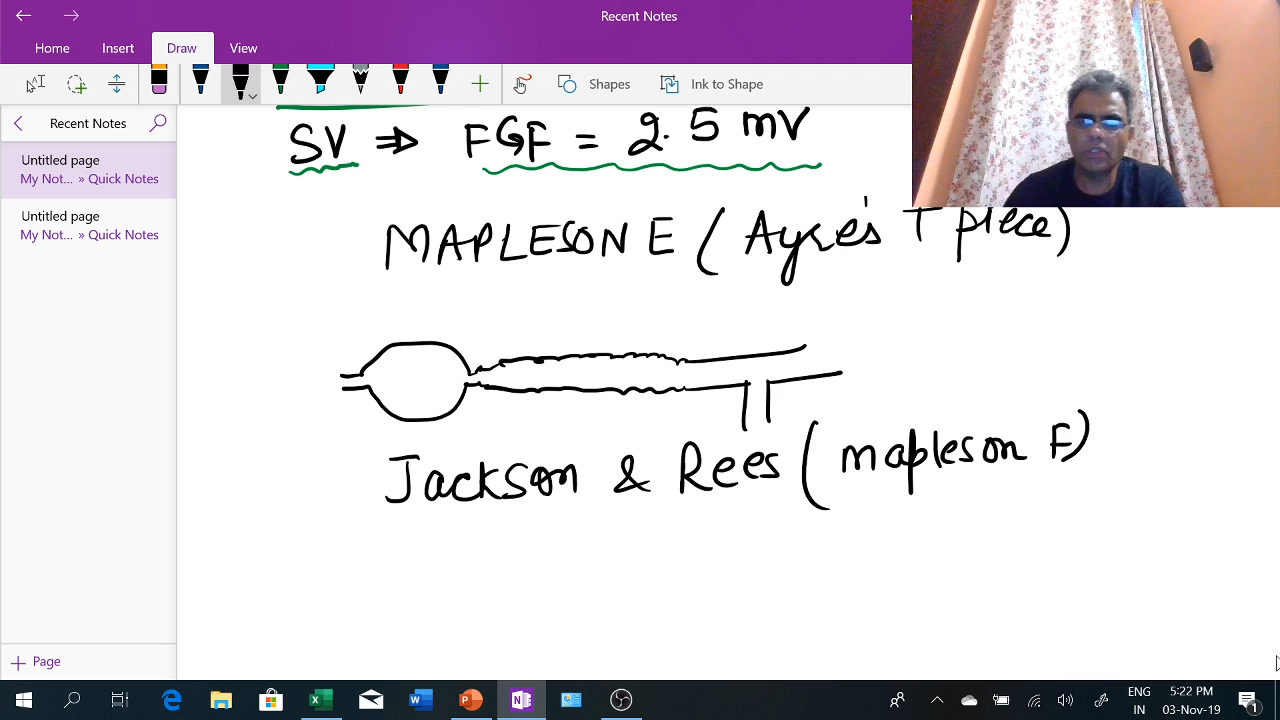 Recent Notes
Home Insert Draw View
Shapes Ink to Shape
Recent Notes
Untitled page
My Not... » Quick Notes
Untitled page
My Not... » Quick Notes
SV ⇒ FGF = 2.5 mV
MAPLESON E ( Ayre's T piece)
Jackson & Rees ( mapleson F)
+ Page
ENG
IN
5:22 PM
03-Nov-19
1